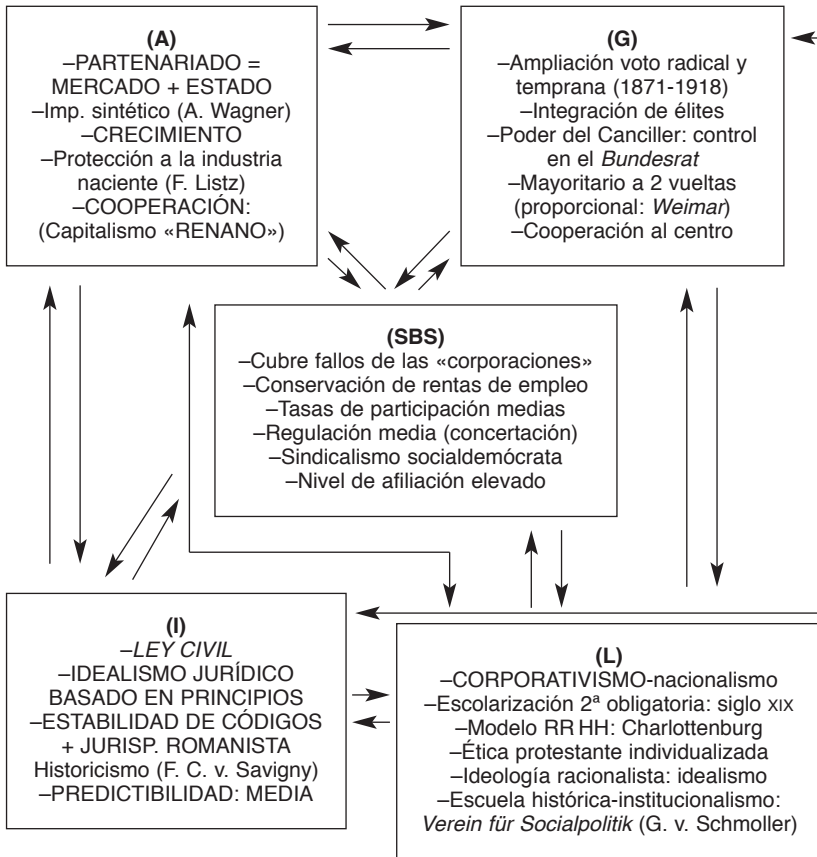 (A)
–PARTENARIADO =
MERCADO + ESTADO
–Imp. sintético (A. Wagner)
–CRECIMIENTO
–Protección a la industria
naciente (F. Listz)
–COOPERACIÓN:
(Capitalismo «RENANO»)
(G)
–Ampliación voto radical y
temprana (1871-1918)
–Integración de élites
–Poder del Canciller: control
en el Bundesrat
–Mayoritario a 2 vueltas
(proporcional: Weimar)
–Cooperación al centro
(SBS)
–Cubre fallos de las «corporaciones»
–Conservación de rentas de empleo
–Tasas de participación medias
–Regulación media (concertación)
–Sindicalismo socialdemócrata
–Nivel de afiliación elevado
(I)
–LEY CIVIL
–IDEALISMO JURÍDICO
BASADO EN PRINCIPIOS
–ESTABILIDAD DE CÓDIGOS
+ JURISP. ROMANISTA
Historicismo (F. C. v. Savigny)
–PREDICTIBILIDAD: MEDIA
(L)
–CORPORATIVISMO-nacionalismo
–Escolarización 2ª obligatoria: siglo XIX
–Modelo RR HH: Charlottenburg
–Ética protestante individualizada
–Ideología racionalista: idealismo
–Escuela histórica-institucionalismo:
Verein für Socialpolitik (G. v. Schmoller)